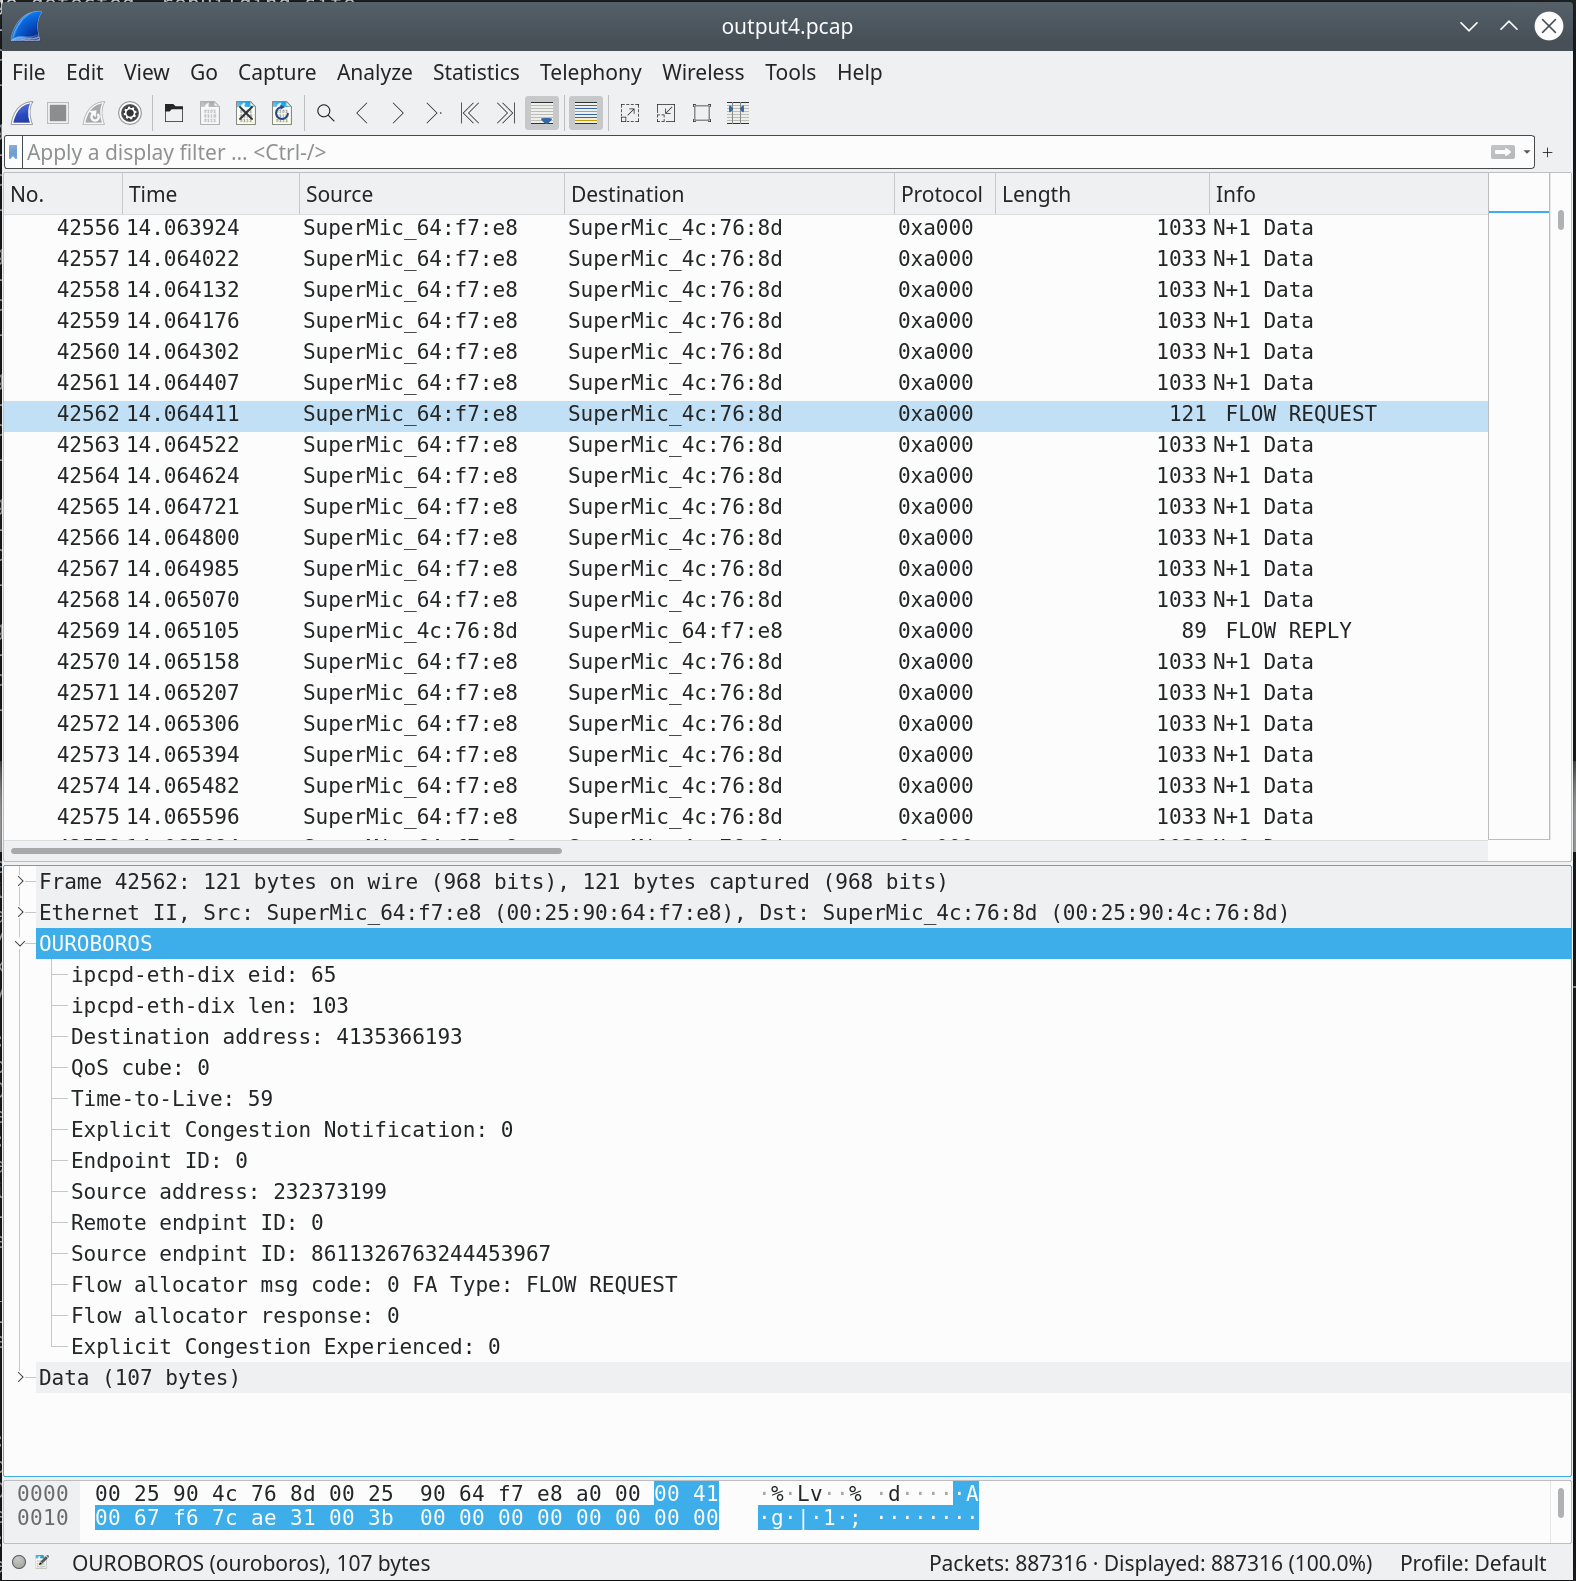 output4.pcap
File Edit View Go Capture Analyze Statistics Telephony Wireless Tools Help
Apply a display filter ... <Ctrl-/>
No. Time Source Destination Protocol Length Info
42556 14.063924 SuperMic_64:f7:e8 SuperMic_4c:76:8d 0xa000 1033 N+1 Data
42557 14.064022 SuperMic_64:f7:e8 SuperMic_4c:76:8d 0xa000 1033 N+1 Data
42558 14.064132 SuperMic_64:f7:e8 SuperMic_4c:76:8d 0xa000 1033 N+1 Data
42559 14.064176 SuperMic_64:f7:e8 SuperMic_4c:76:8d 0xa000 1033 N+1 Data
42560 14.064302 SuperMic_64:f7:e8 SuperMic_4c:76:8d 0xa000 1033 N+1 Data
42561 14.064407 SuperMic_64:f7:e8 SuperMic_4c:76:8d 0xa000 1033 N+1 Data
42562 14.064411 SuperMic_64:f7:e8 SuperMic_4c:76:8d 0xa000 121 FLOW REQUEST
42563 14.064522 SuperMic_64:f7:e8 SuperMic_4c:76:8d 0xa000 1033 N+1 Data
42564 14.064624 SuperMic_64:f7:e8 SuperMic_4c:76:8d 0xa000 1033 N+1 Data
42565 14.064721 SuperMic_64:f7:e8 SuperMic_4c:76:8d 0xa000 1033 N+1 Data
42566 14.064800 SuperMic_64:f7:e8 SuperMic_4c:76:8d 0xa000 1033 N+1 Data
42567 14.064985 SuperMic_64:f7:e8 SuperMic_4c:76:8d 0xa000 1033 N+1 Data
42568 14.065070 SuperMic_64:f7:e8 SuperMic_4c:76:8d 0xa000 1033 N+1 Data
42569 14.065105 SuperMic_4c:76:8d SuperMic_64:f7:e8 0xa000 89 FLOW REPLY
42570 14.065158 SuperMic_64:f7:e8 SuperMic_4c:76:8d 0xa000 1033 N+1 Data
42571 14.065207 SuperMic_64:f7:e8 SuperMic_4c:76:8d 0xa000 1033 N+1 Data
42572 14.065306 SuperMic_64:f7:e8 SuperMic_4c:76:8d 0xa000 1033 N+1 Data
42573 14.065394 SuperMic_64:f7:e8 SuperMic_4c:76:8d 0xa000 1033 N+1 Data
42574 14.065482 SuperMic_64:f7:e8 SuperMic_4c:76:8d 0xa000 1033 N+1 Data
42575 14.065596 SuperMic_64:f7:e8 SuperMic_4c:76:8d 0xa000 1033 N+1 Data
Frame 42562: 121 bytes on wire (968 bits), 121 bytes captured (968 bits)
Ethernet II, Src: SuperMic_64:f7:e8 (00:25:90:64:f7:e8), Dst: SuperMic_4c:76:8d (00:25:90:4c:76:8d)
OUROBOROS
ipcpd-eth-dix eid: 65
ipcpd-eth-dix len: 103
Destination address: 4135366193
QoS cube: 0
Time-to-Live: 59
Explicit Congestion Notification: 0
Endpoint ID: 0
Source address: 232373199
Remote endpint ID: 0
Source endpint ID: 8611326763244453967
Flow allocator msg code: 0 FA Type: FLOW REQUEST
Flow allocator response: 0
Explicit Congestion Experienced: 0
Data (107 bytes)
0000 00 25 90 4c 76 8d 00 25 90 64 f7 e8 a0 00 00 41 ·%·Lv··% ·d·····A
0010 00 67 f6 7c ae 31 00 3b 00 00 00 00 00 00 00 00 ·g·|·1·; ········
OUROBOROS (ouroboros), 107 bytes
Packets: 887316 · Displayed: 887316 (100.0%) Profile: Default